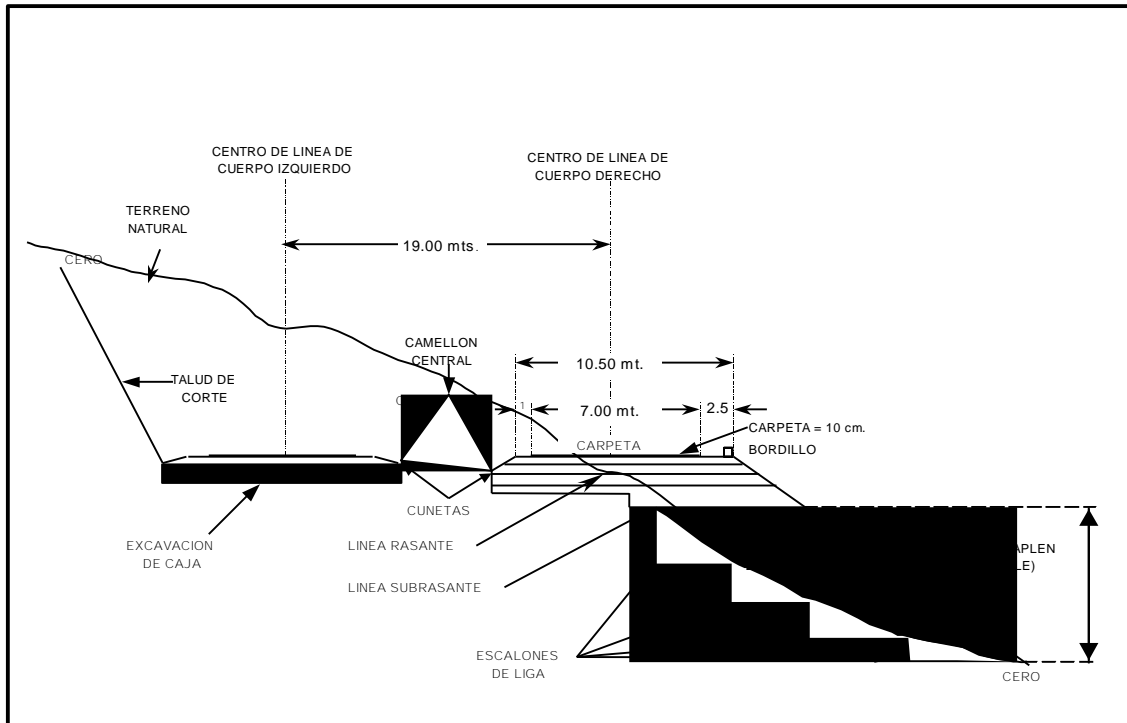 CENTRO DE LINEA DE
CUERPO IZQUIERDO
CENTRO DE LINEA DE
CUERPO DERECHO
TERRENO
NATURAL
19.00 mts.
CERO
CAMELLON
CENTRAL
10.50 mt.
TALUD DE
CORTE
1
7.00 mt.
2.5
CARPETA = 10 cm.
CARPETA
BORDILLO
CUNETAS
EXCAVACION
DE CAJA
LINEA RASANTE
LINEA SUBRASANTE
ESCALONES
DE LIGA
CERO